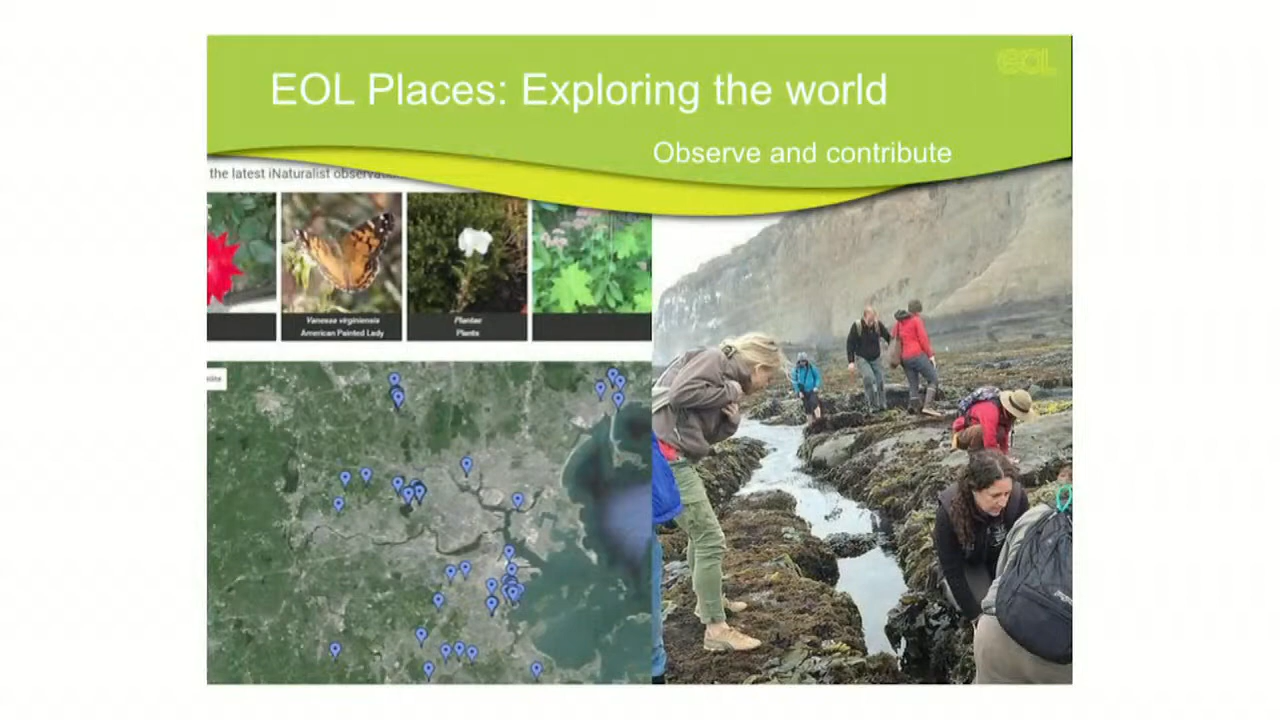 EOL
EOL Places: Exploring the world
Observe and contribute
the latest iNaturalist observa
Vanessa virginiensis
American Painted Lady
Plantae
Plants